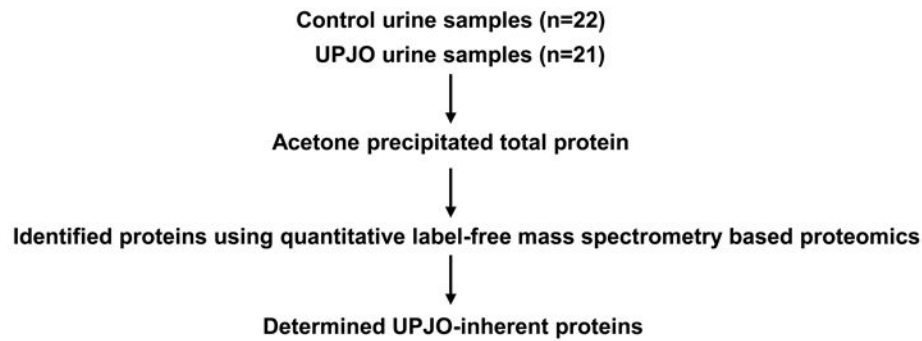 Control urine samples (n=22)
UPJO urine samples (n=21)
Acetone precipitated total protein
Identified proteins using quantitative label-free mass spectrometry based proteomics
Determined UPJO-inherent proteins